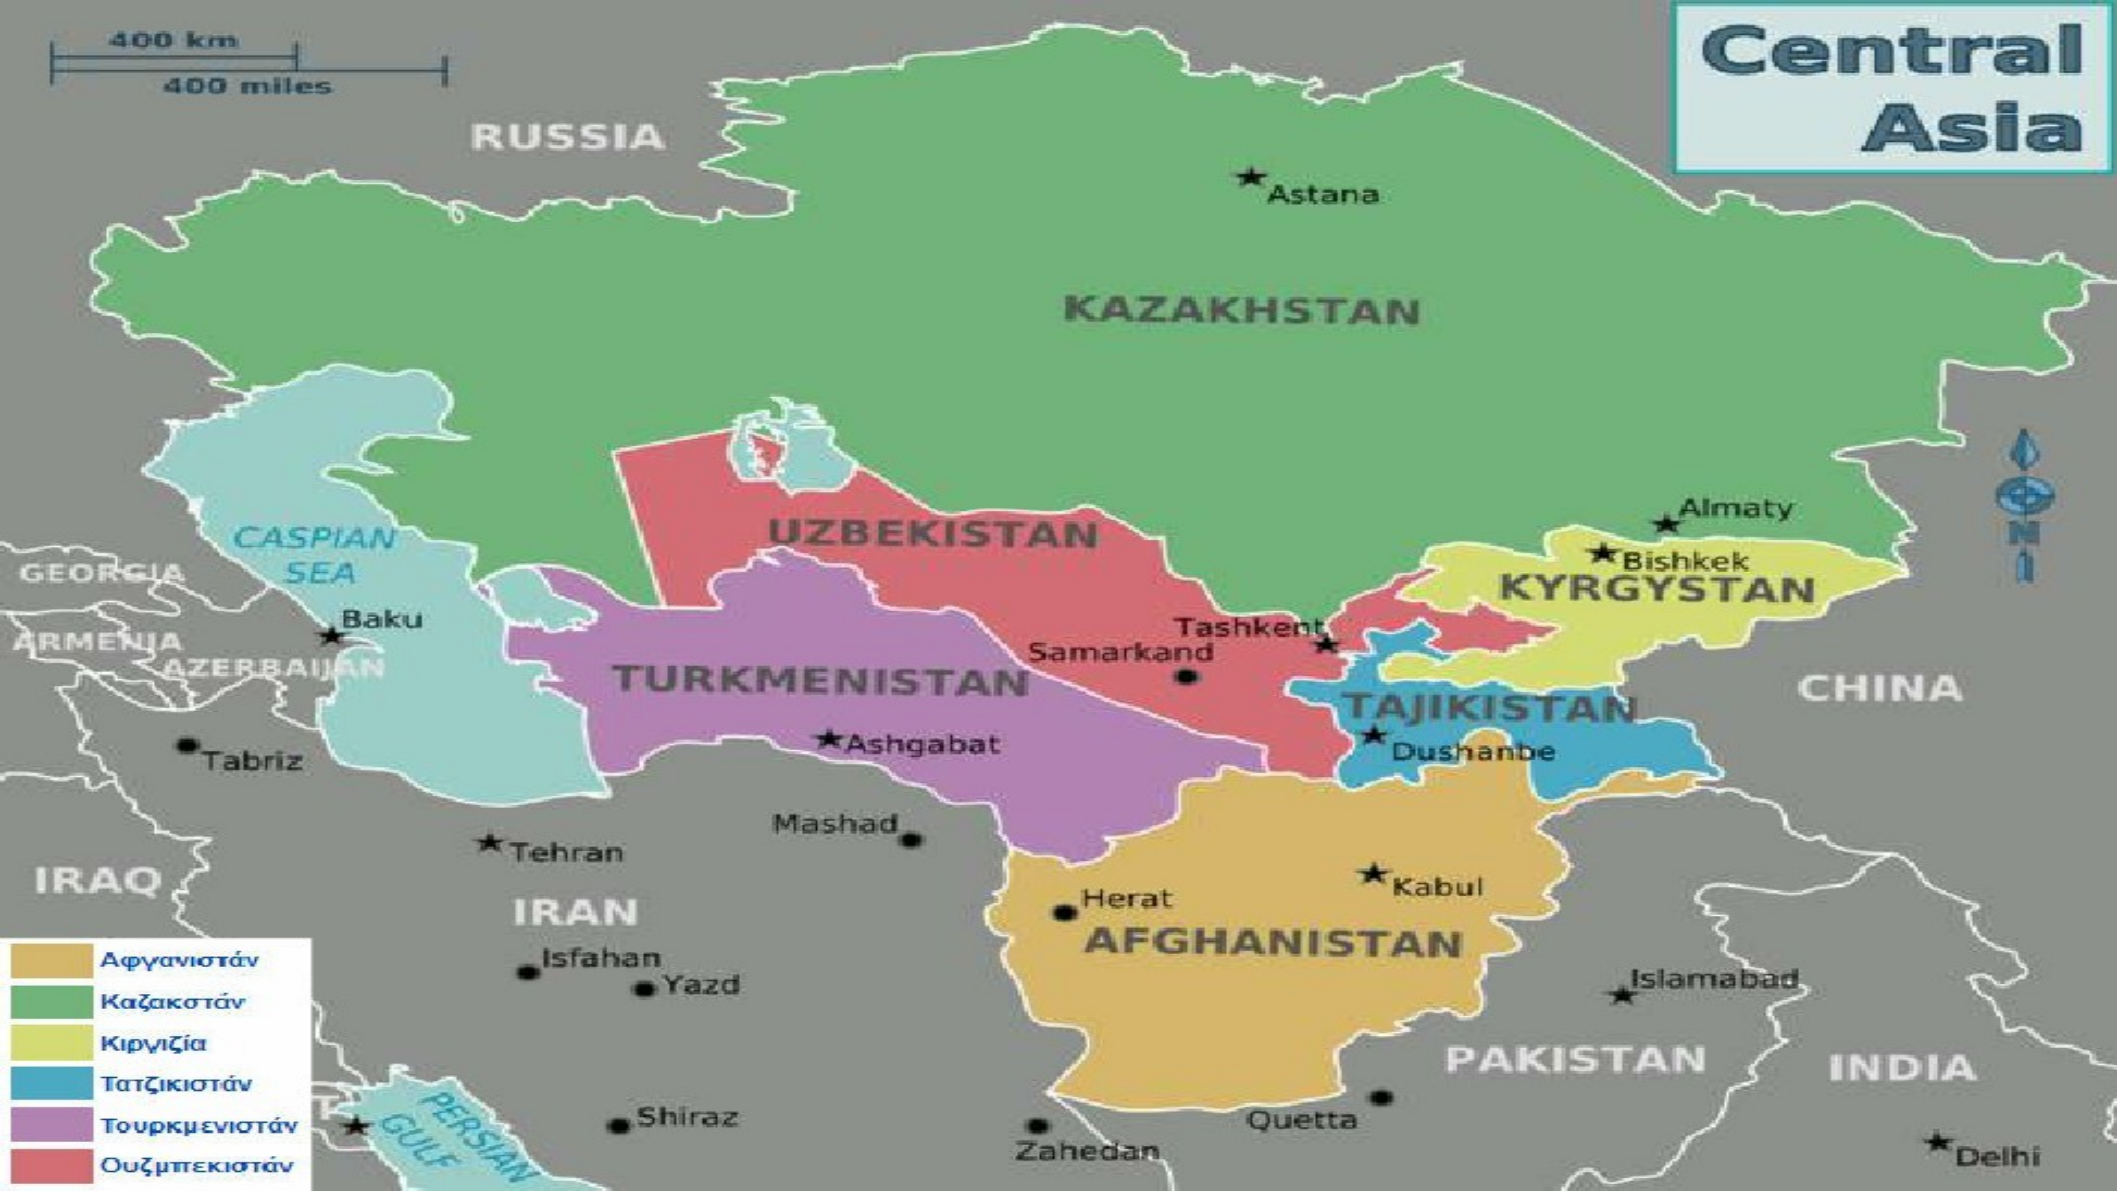 400 km
400 miles
Central
Asia
RUSSIA
Astana
KAZAKHSTAN
Almaty
UZBEKISTAN
CASPIAN
SEA
Bishkek
KYRGYSTAN
GEORGIA
Baku
Tashkent
ARMENIA
Samarkand
AZERBAIJAN
TURKMENISTAN
CHINA
TAJIKISTAN
N
Ashgabat
Dushanbe
Tabriz
Mashad
Tehran
IRAQ
Kabul
Herat
IRAN
AFGHANISTAN
Isfahan
Yazd
Islamabad
PAKISTAN
INDIA
Shiraz
Quetta
Zahedan
Delhi
PERSIAN
GULF
Αφγανιστάν
Καζακστάν
Κιργιζία
Τατζικιστάν
Τουρκμενιστάν
Ουζμπεκιστάν